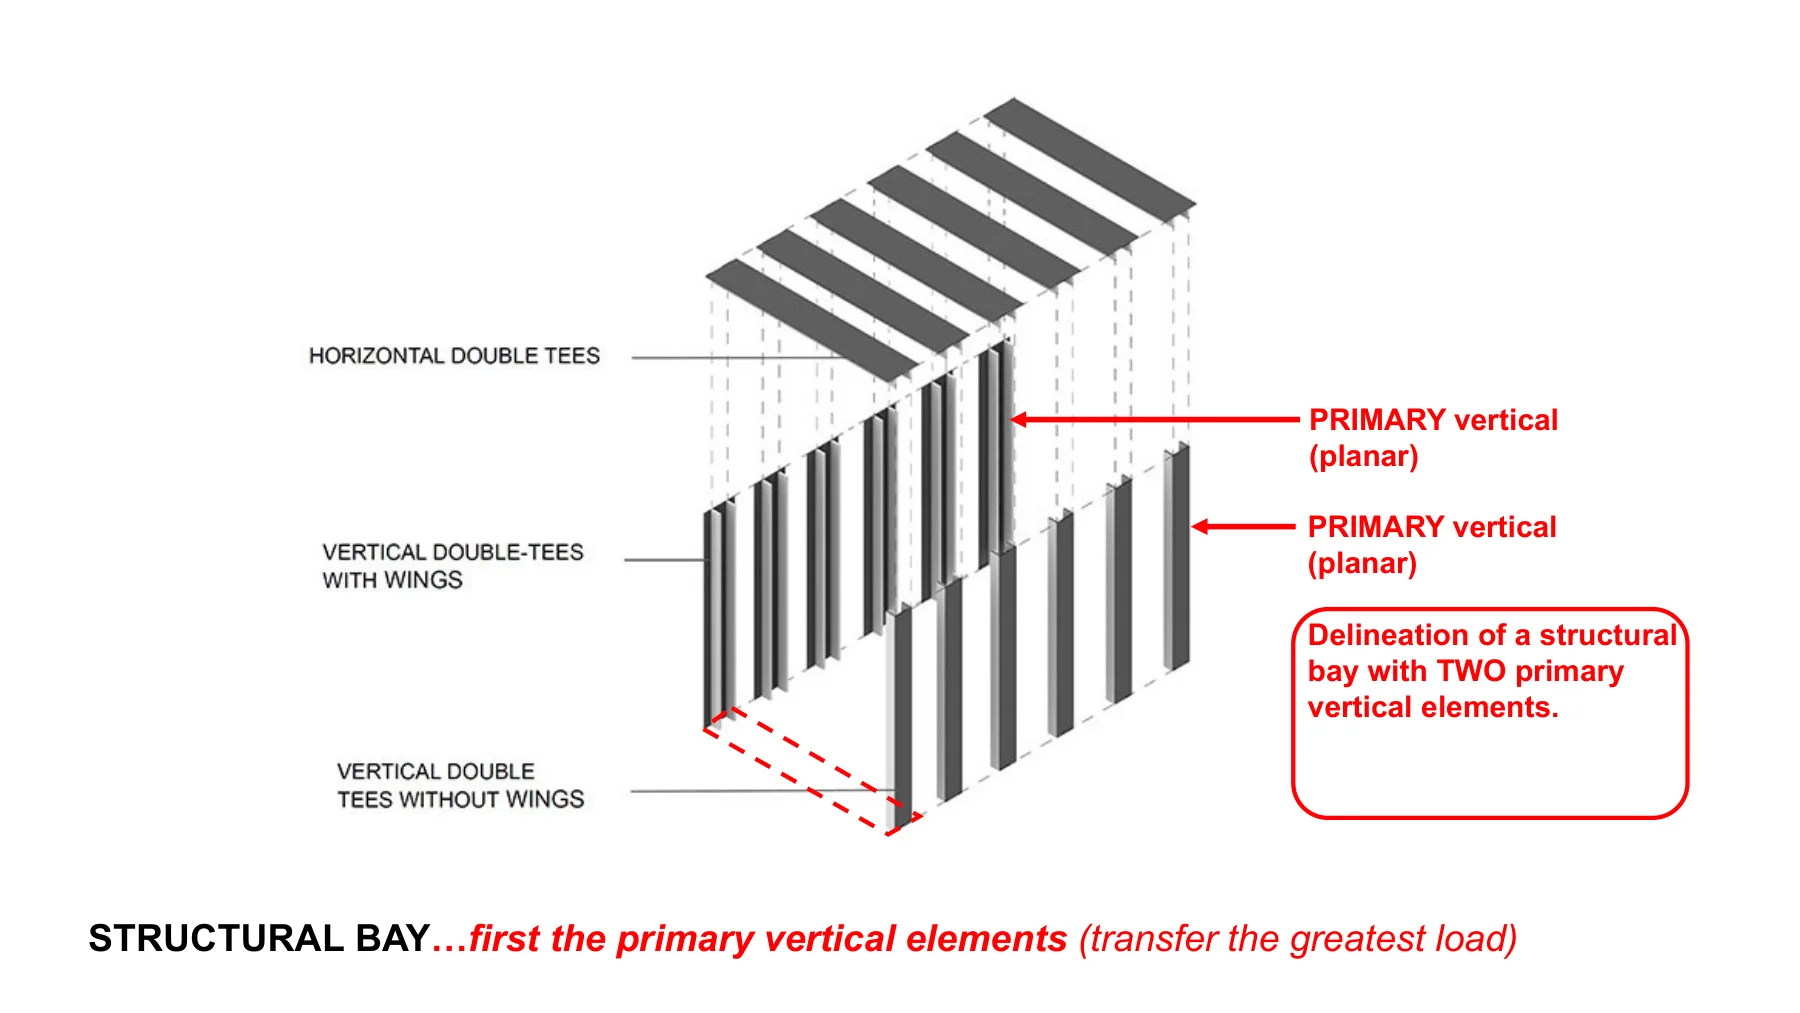 HORIZONTAL DOUBLE TEES
PRIMARY vertical
(planar)
PRIMARY vertical
(planar)
VERTICAL DOUBLE-TEES
WITH WINGS
Delineation of a structural
bay with TWO primary
vertical elements.
VERTICAL DOUBLE
TEES WITHOUT WINGS
STRUCTURAL BAY…first the primary vertical elements (transfer the greatest load)